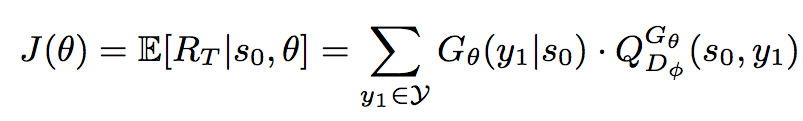 J(θ) = 𝔼[R_T|s_0, θ] = ∑_{y_1∈𝒴} G_θ(y_1|s_0) · Q^{G_θ}_{D_ϕ}(s_0, y_1)